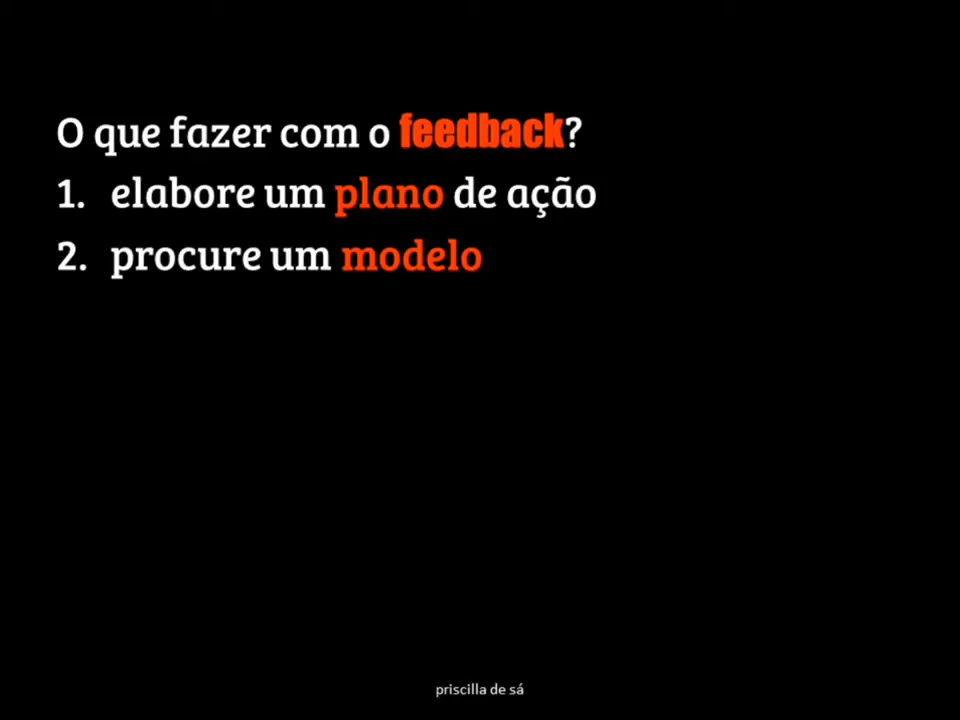 O que fazer com o feedback?
1. elabore um plano de ação
2. procure um modelo
priscilla de sá